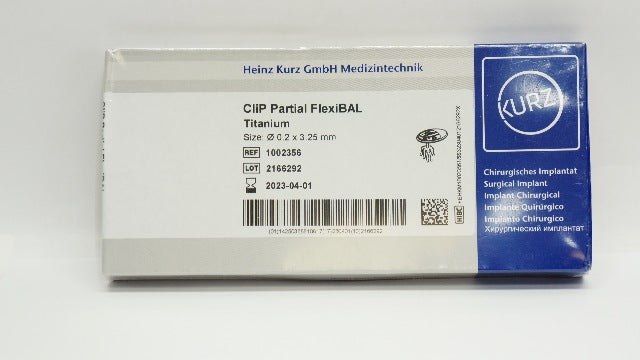 Heinz Kurz GmbH Medizintechnik
CliP Partial FlexiBAL
Titanium
Size: Ø 0.2 x 3.25 mm
REF 1002356
LOT 2166292
2023-04-01
HIBC
KURZ
Chirurgisches Implantat
Surgical Implant
Implant Chirurgical
Implante Quirúrgico
Impianto Chirurgico
Хирургический имплантат